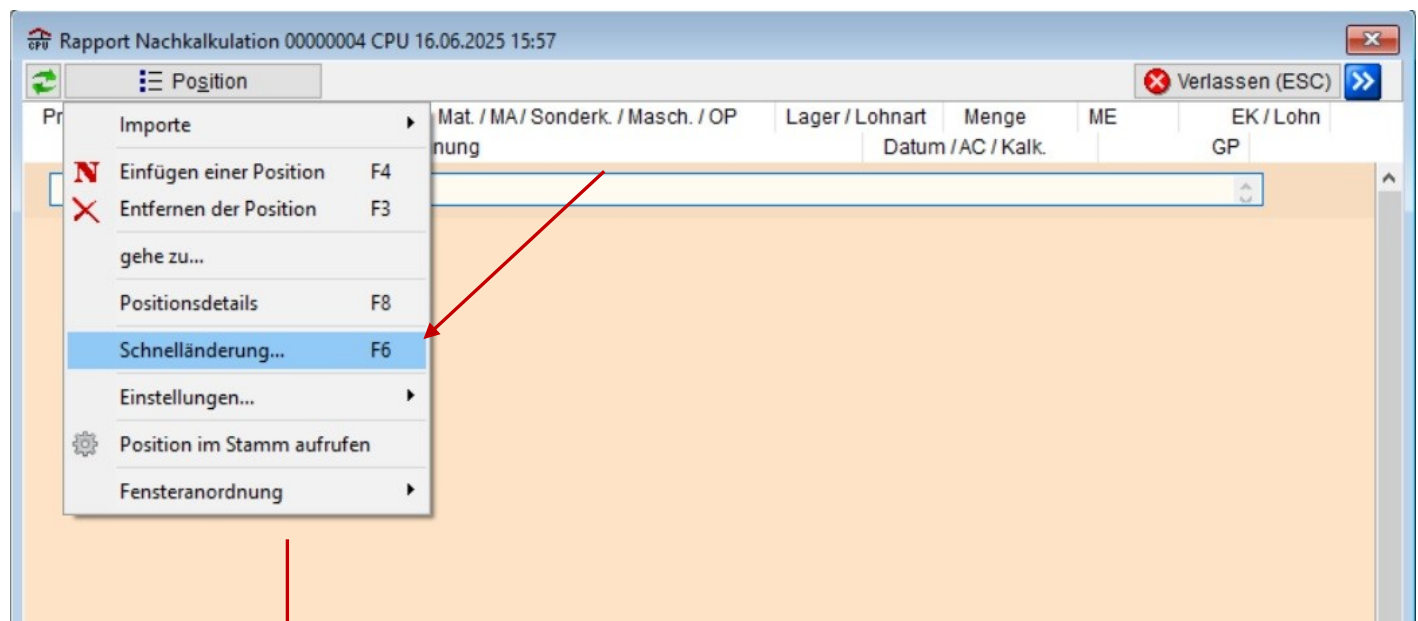 CPU Rapport Nachkalkulation 00000004 CPU 16.06.2025 15:57
Position Verlassen (ESC)
Pr Mat. / MA / Sonderk. / Masch. / OP Lager / Lohnart Menge ME EK / Lohn
nung Datum / AC / Kalk. GP
Importe
N Einfügen einer Position F4
Entfernen der Position F3
gehe zu...
Positionsdetails F8
Schnelländerung... F6
Einstellungen...
Position im Stamm aufrufen
Fensteranordnung